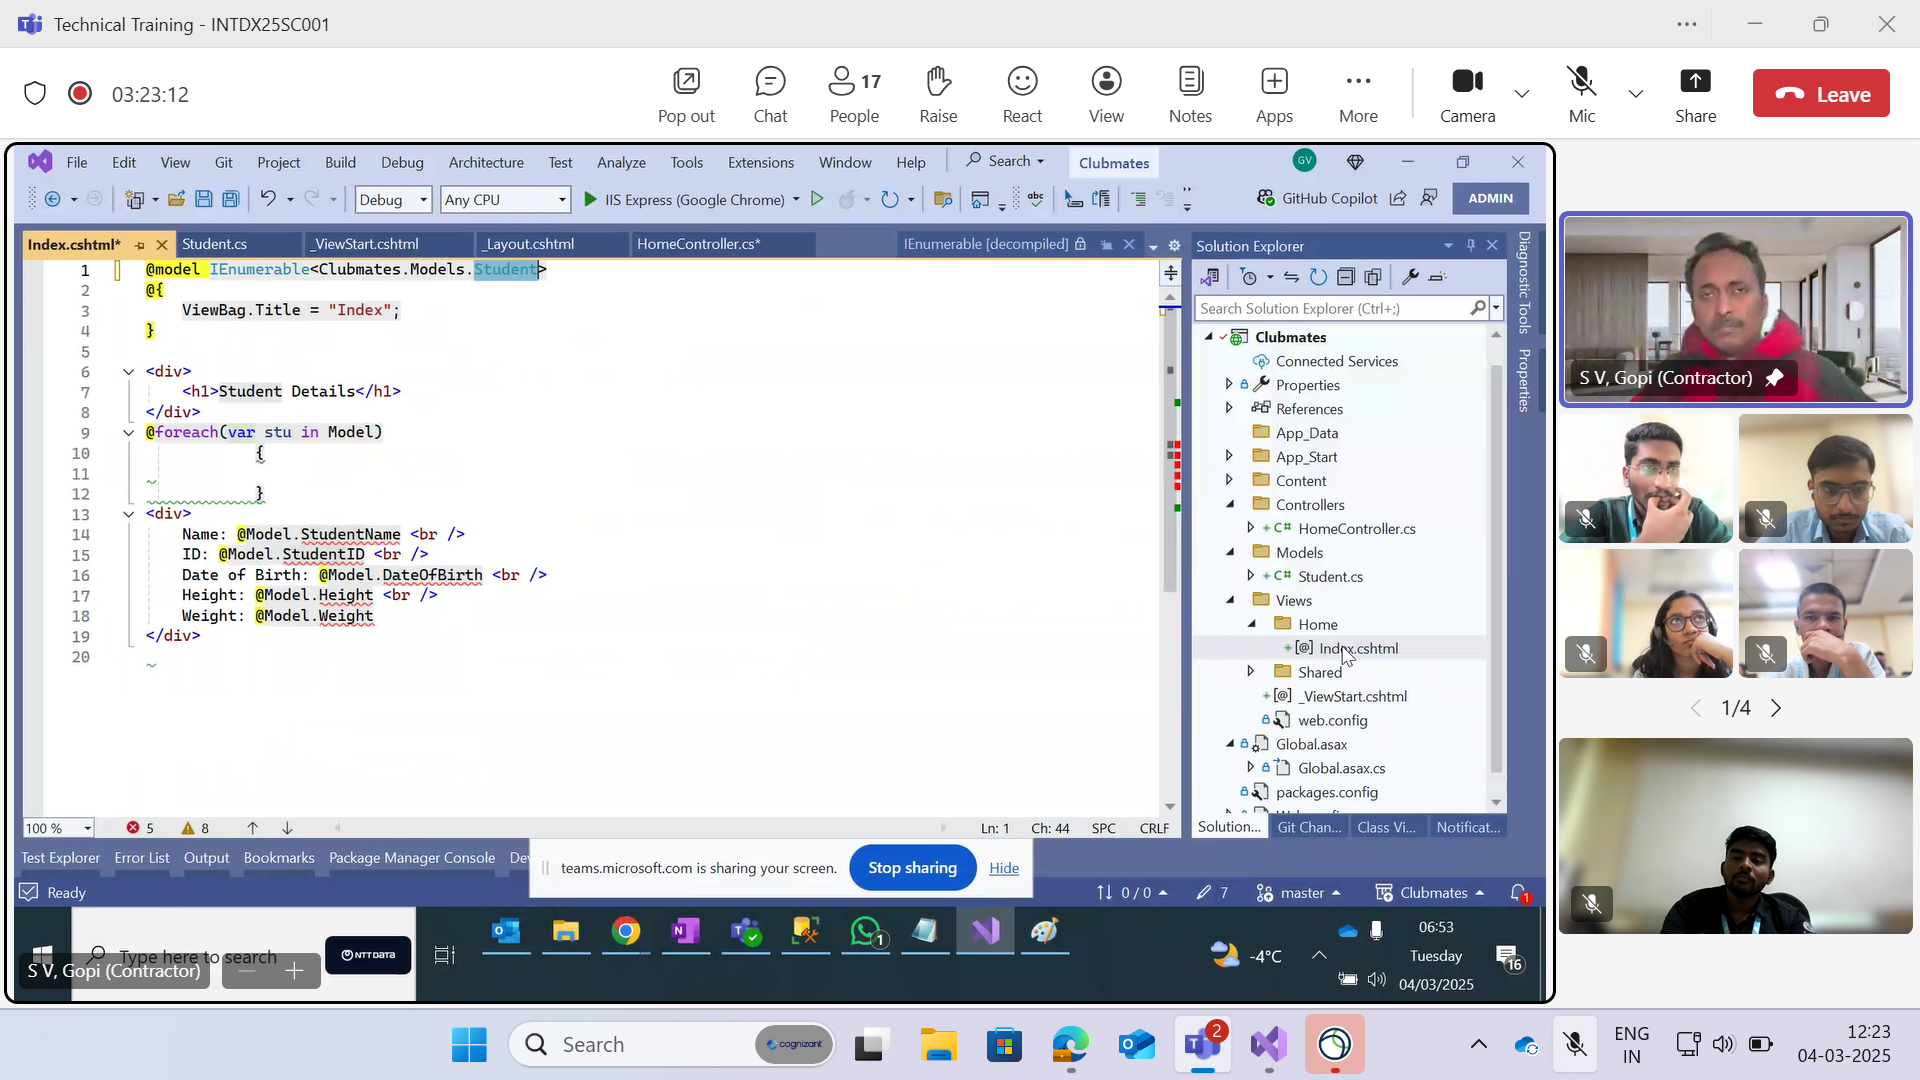 Technical Training - INTDX25SC001
03:23:12
Pop out
Chat
17
People
Raise
React
View
Notes
Apps
More
Camera
Mic
Share
Leave
File Edit View Git Project Build Debug Architecture Test Analyze Tools Extensions Window Help Search Clubmates GV
Debug Any CPU IIS Express (Google Chrome) abc GitHub Copilot ADMIN
Index.cshtml* Student.cs _ViewStart.cshtml _Layout.cshtml HomeController.cs* IEnumerable [decompiled]
1 @model IEnumerable<Clubmates.Models.Student>
2 @{
3 ViewBag.Title = "Index";
4 }
5
6 <div>
7 <h1>Student Details</h1>
8 </div>
9 @foreach(var stu in Model)
10 {
11
12 }
13 <div>
14 Name: @Model.StudentName <br />
15 ID: @Model.StudentID <br />
16 Date of Birth: @Model.DateOfBirth <br />
17 Height: @Model.Height <br />
18 Weight: @Model.Weight
19 </div>
20
100 % 5 8 Ln: 1 Ch: 44 SPC CRLF
Solution Explorer
Search Solution Explorer (Ctrl+;)
Clubmates
Connected Services
Properties
References
App_Data
App_Start
Content
Controllers
C# HomeController.cs
Models
C# Student.cs
Views
Home
[@] Index.cshtml
Shared
[@] _ViewStart.cshtml
web.config
Global.asax
Global.asax.cs
packages.config
Solution... Git Chan... Class Vi... Notificat...
Diagnostic Tools
Properties
Test Explorer Error List Output Bookmarks Package Manager Console
teams.microsoft.com is sharing your screen. Stop sharing Hide
Ready 0 / 0 7 master Clubmates 1
Type here to search
NTT DATA
1
-4°C
06:53
Tuesday
04/03/2025
16
S V, Gopi (Contractor)
S V, Gopi (Contractor)
1/4
Search
cognizant
2
ENG
IN
12:23
04-03-2025